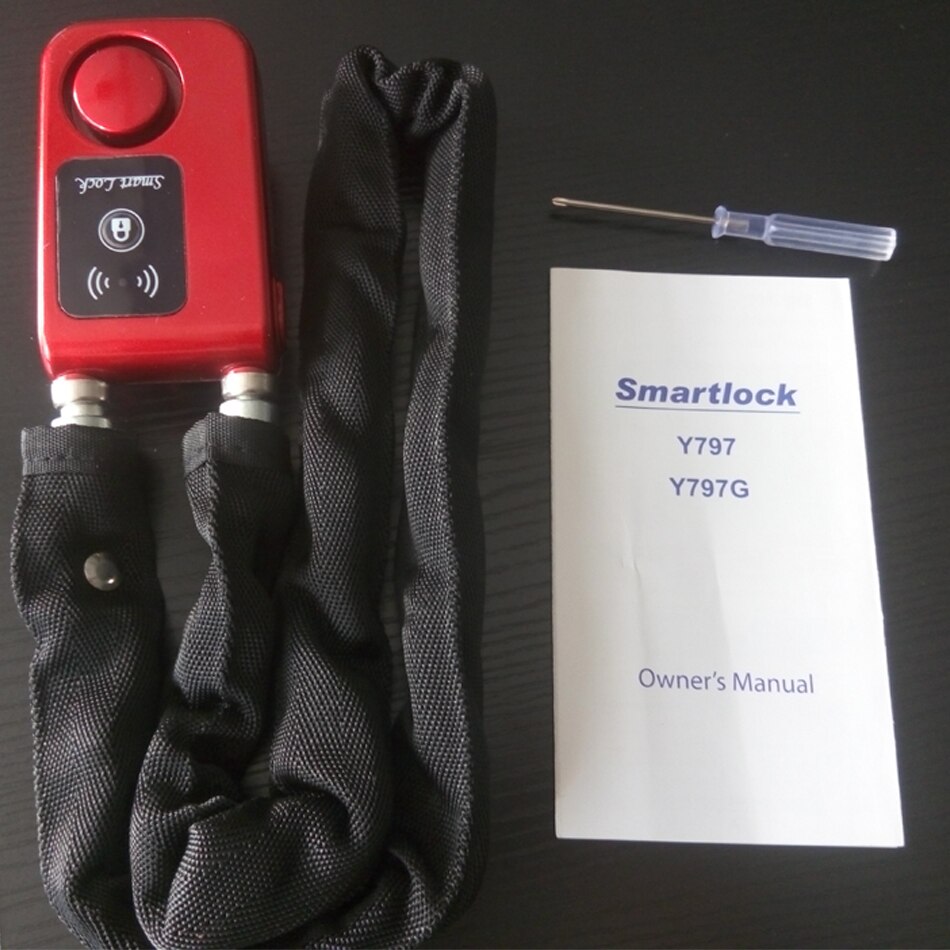 Smart Lock
Smartlock
Y797
Y797G
Owner's Manual